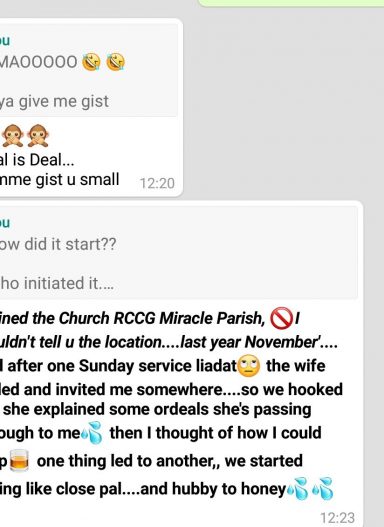 ou
MAOOOOO 🤣 🤣
ya give me gist
🙊🙊
al is Deal...
mme gist u small
12:20
ou
ow did it start??
ho initiated it....
ined the Church RCCG Miracle Parish, 🚫I
uldn't tell u the location....last year November'....
l after one Sunday service liadat🙄 the wife
led and invited me somewhere....so we hooked
she explained some ordeals she's passing
ough to me💦 then I thought of how I could
p🥃 one thing led to another,, we started
ing like close pal....and hubby to honey💦💦
12:23